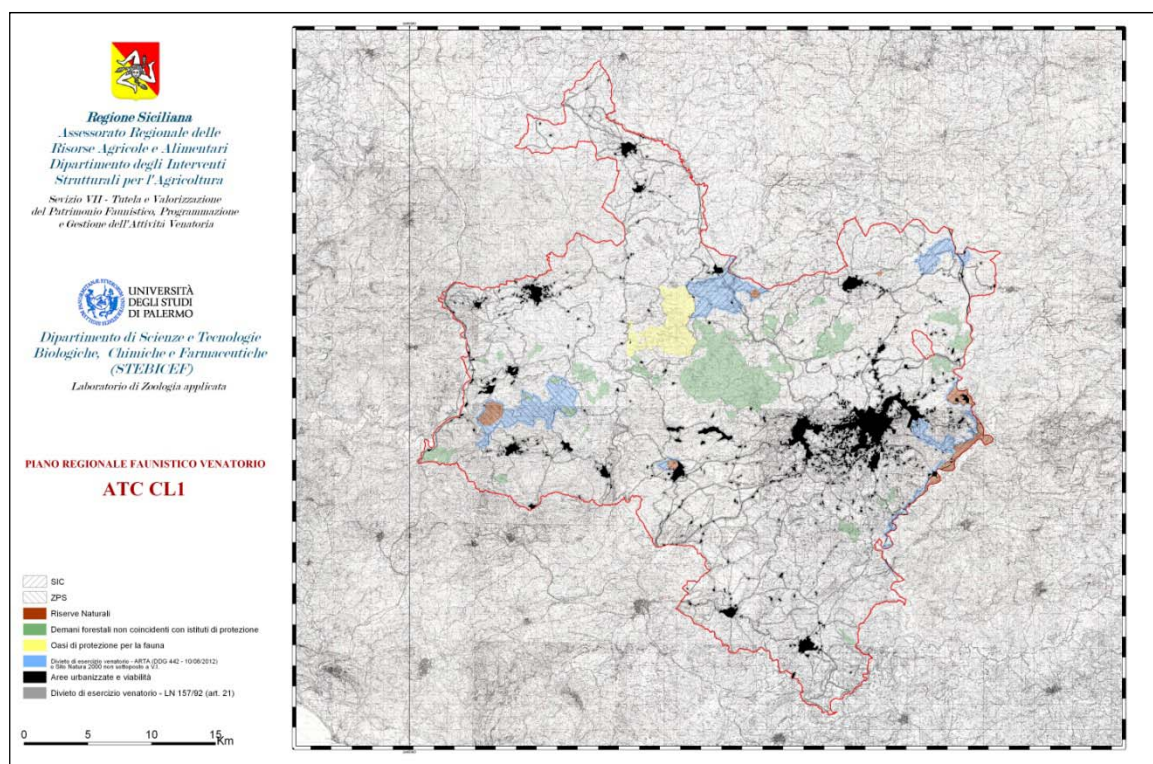 Regione Siciliana
Assessorato Regionale delle
Risorse Agricole e Alimentari
Dipartimento degli Interventi
Strutturali per l'Agricoltura
Sevizio VII - Tutela e Valorizzazione
del Patrimonio Faunistico, Programmazione
e Gestione dell'Attività Venatoria
UNIVERSITÀ
DEGLI STUDI
DI PALERMO
Dipartimento di Scienze e Tecnologie
Biologiche, Chimiche e Farmaceutiche
(STEBICEF)
Laboratorio di Zoologia applicata
PIANO REGIONALE FAUNISTICO VENATORIO
ATC CL1
SIC
ZPS
Riserve Naturali
Demani forestali non coincidenti con istituti di protezione
Oasi di protezione per la fauna
Divieto di esercizio venatorio - ARTA (DDG 442 - 10/08/2012)
o Sito Natura 2000 non sottoposto a V.I.
Aree urbanizzate e viabilità
Divieto di esercizio venatorio - LN 157/92 (art. 21)
0 5 10 15
Km